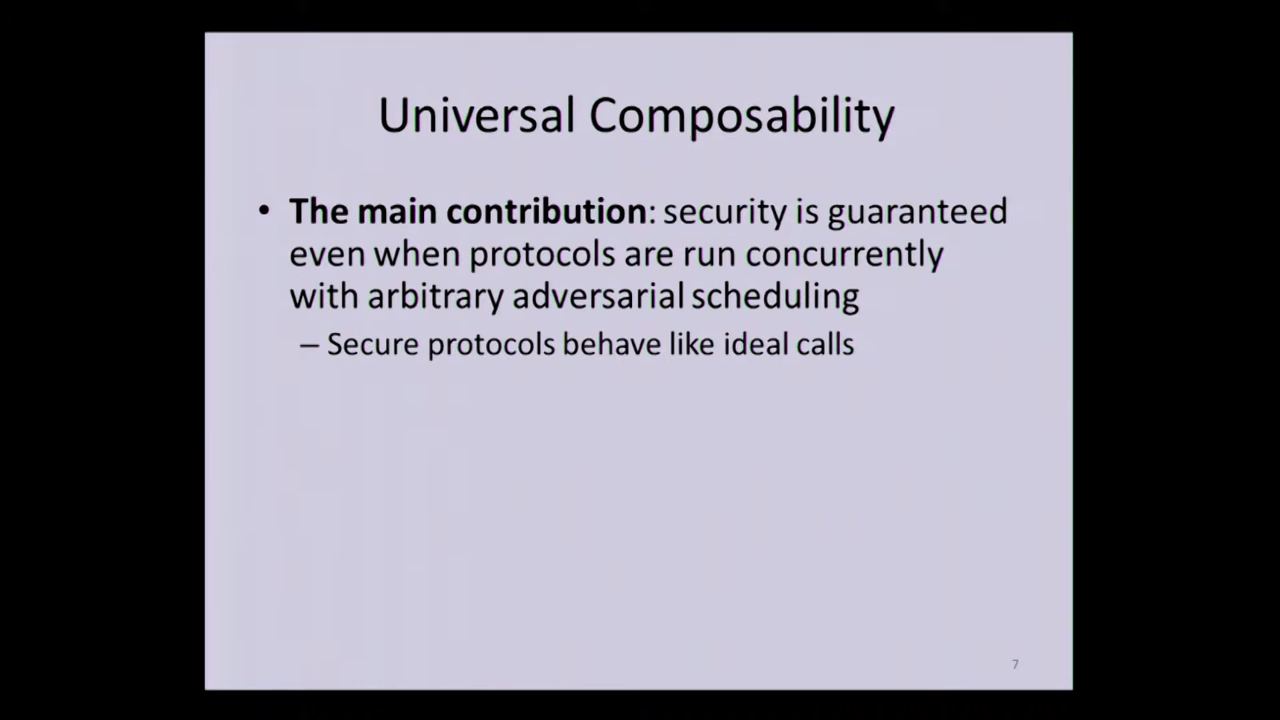 Universal Composability
• The main contribution: security is guaranteed
even when protocols are run concurrently
with arbitrary adversarial scheduling
– Secure protocols behave like ideal calls
7